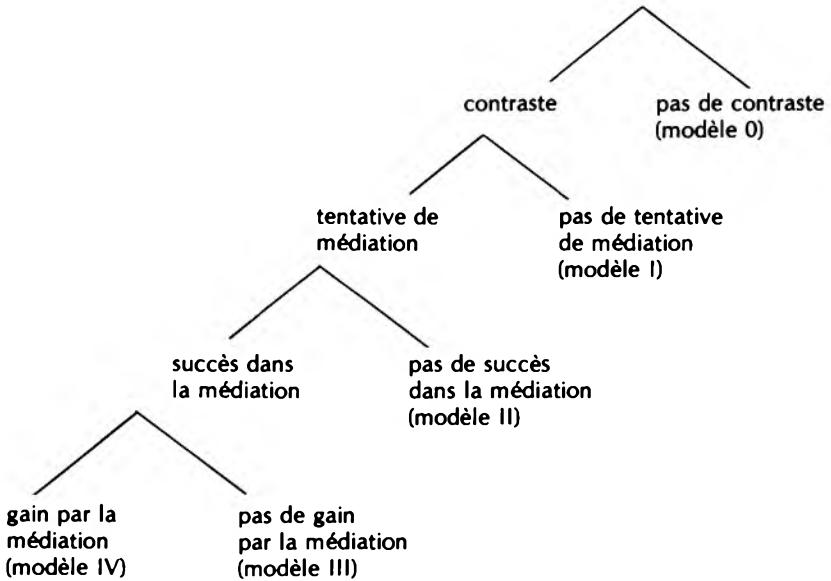 contraste
pas de contraste
(modèle 0)
tentative de
médiation
pas de tentative
de médiation
(modèle I)
succès dans
la médiation
pas de succès
dans la médiation
(modèle II)
gain par la
médiation
(modèle IV)
pas de gain
par la médiation
(modèle III)